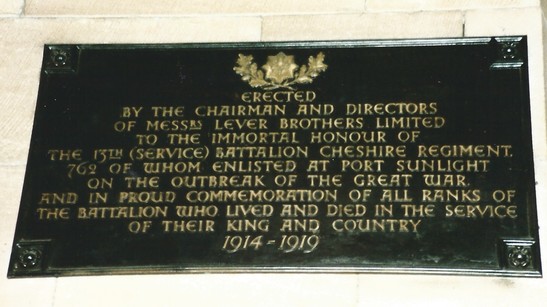 ERECTED
BY THE CHAIRMAN AND DIRECTORS
OF MESSRS LEVER BROTHERS LIMITED
TO THE IMMORTAL HONOUR OF
THE 13TH (SERVICE) BATTALION CHESHIRE REGIMENT.
762 OF WHOM ENLISTED AT PORT SUNLIGHT
ON THE OUTBREAK OF THE GREAT WAR.
AND IN PROUD COMMEMORATION OF ALL RANKS OF
THE BATTALION WHO LIVED AND DIED IN THE SERVICE
OF THEIR KING AND COUNTRY
1914-1919